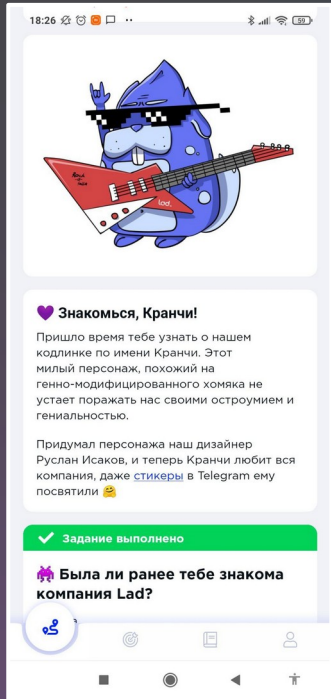 18:26
59
lad.
💜 Знакомься, Кранчи!
Пришло время тебе узнать о нашем
кодлинке по имени Кранчи. Этот
милый персонаж, похожий на
генно-модифицированного хомяка не
устает поражать нас своими остроумием и
гениальностью.
Придумал персонажа наш дизайнер
Руслан Исаков, и теперь Кранчи любит вся
компания, даже стикеры в Telegram ему
посвятили 🤗
Задание выполнено
👾 Была ли ранее тебе знакома
компания Lad?